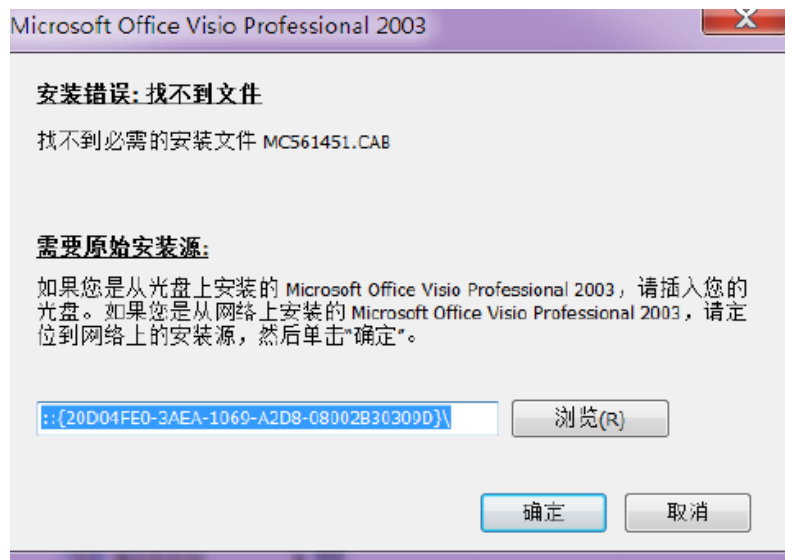 Microsoft Office Visio Professional 2003
安装错误: 找不到文件
找不到必需的安装文件 MC561451.CAB
需要原始安装源:
如果您是从光盘上安装的 Microsoft Office Visio Professional 2003，请插入您的
光盘。如果您是从网络上安装的 Microsoft Office Visio Professional 2003，请定
位到网络上的安装源，然后单击“确定”。
::{20D04FE0-3AEA-1069-A2D8-08002B30309D}\
浏览(R)
确定
取消